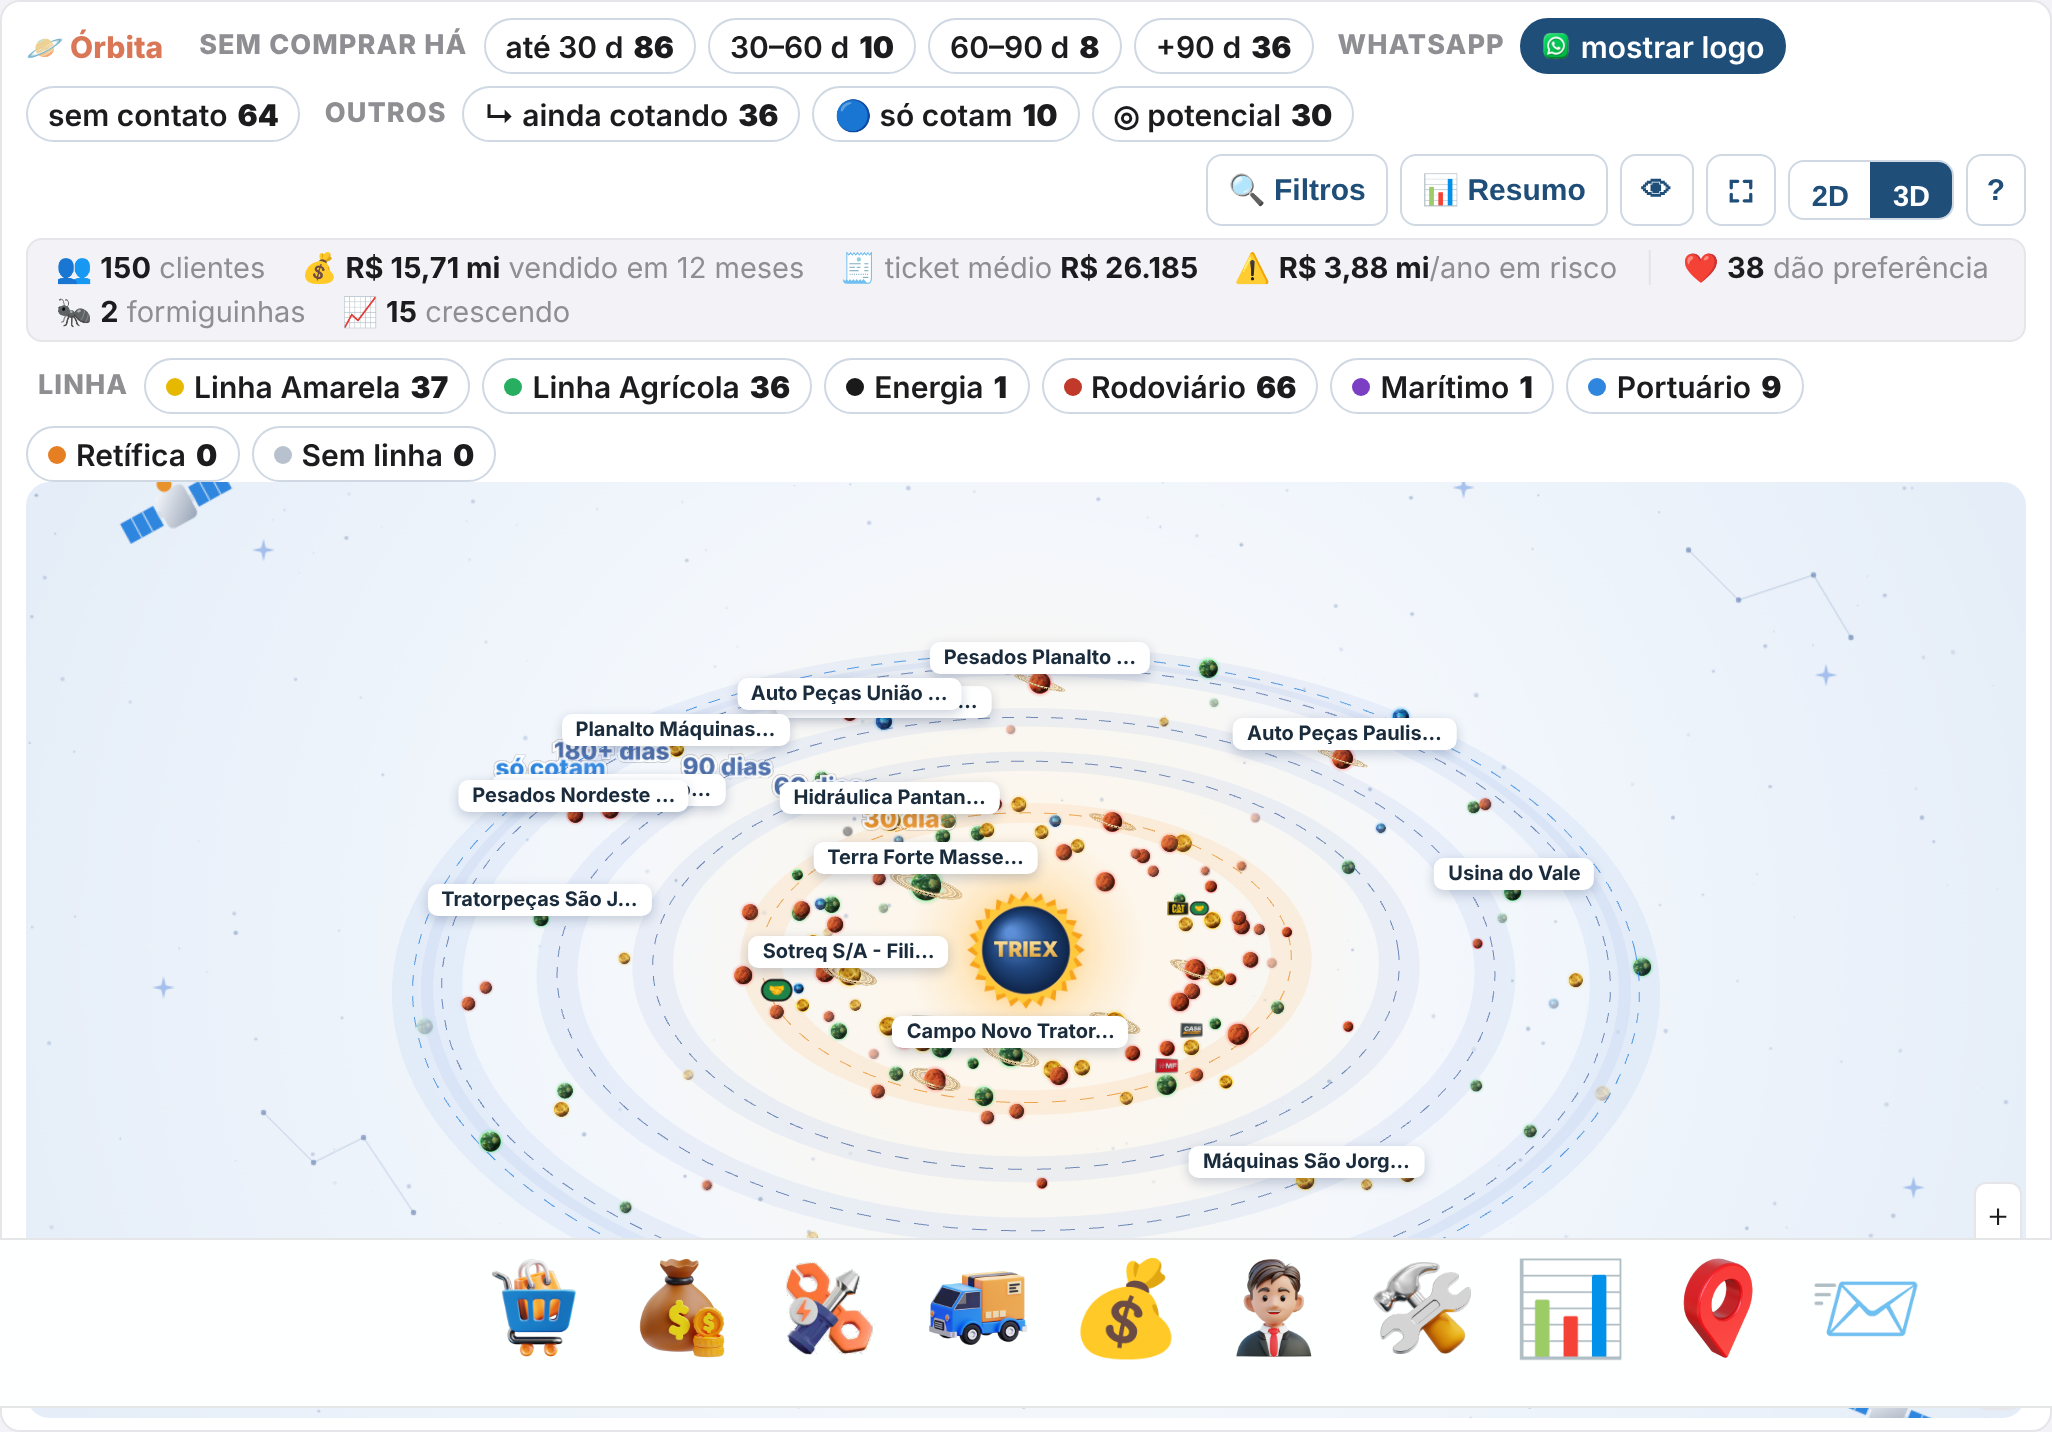 🪐 Órbita SEM COMPRAR HÁ até 30 d 86 30–60 d 10 60–90 d 8 +90 d 36 WHATSAPP mostrar logo
sem contato 64 OUTROS ↳ ainda cotando 36 🔵 só cotam 10 ◎ potencial 30
🔍 Filtros 📊 Resumo 2D 3D ?
👥 150 clientes 💰 R$ 15,71 mi vendido em 12 meses 🧾 ticket médio R$ 26.185 ⚠️ R$ 3,88 mi/ano em risco ❤️ 38 dão preferência
🐜 2 formiguinhas 📈 15 crescendo
LINHA Linha Amarela 37 Linha Agrícola 36 Energia 1 Rodoviário 66 Marítimo 1 Portuário 9
Retífica 0 Sem linha 0
Pesados Planalto ...
Auto Peças União ...
...
Planalto Máquinas...
Auto Peças Paulis...
180+ dias
só cotam
90 dias
Pesados Nordeste ...
...
Hidráulica Pantan...
30 dias
Terra Forte Masse...
Usina do Vale
Tratorpeças São J...
CAT
Sotreq S/A - Fili...
TRIEX
Campo Novo Trator...
CASE
MF
Máquinas São Jorg...
+